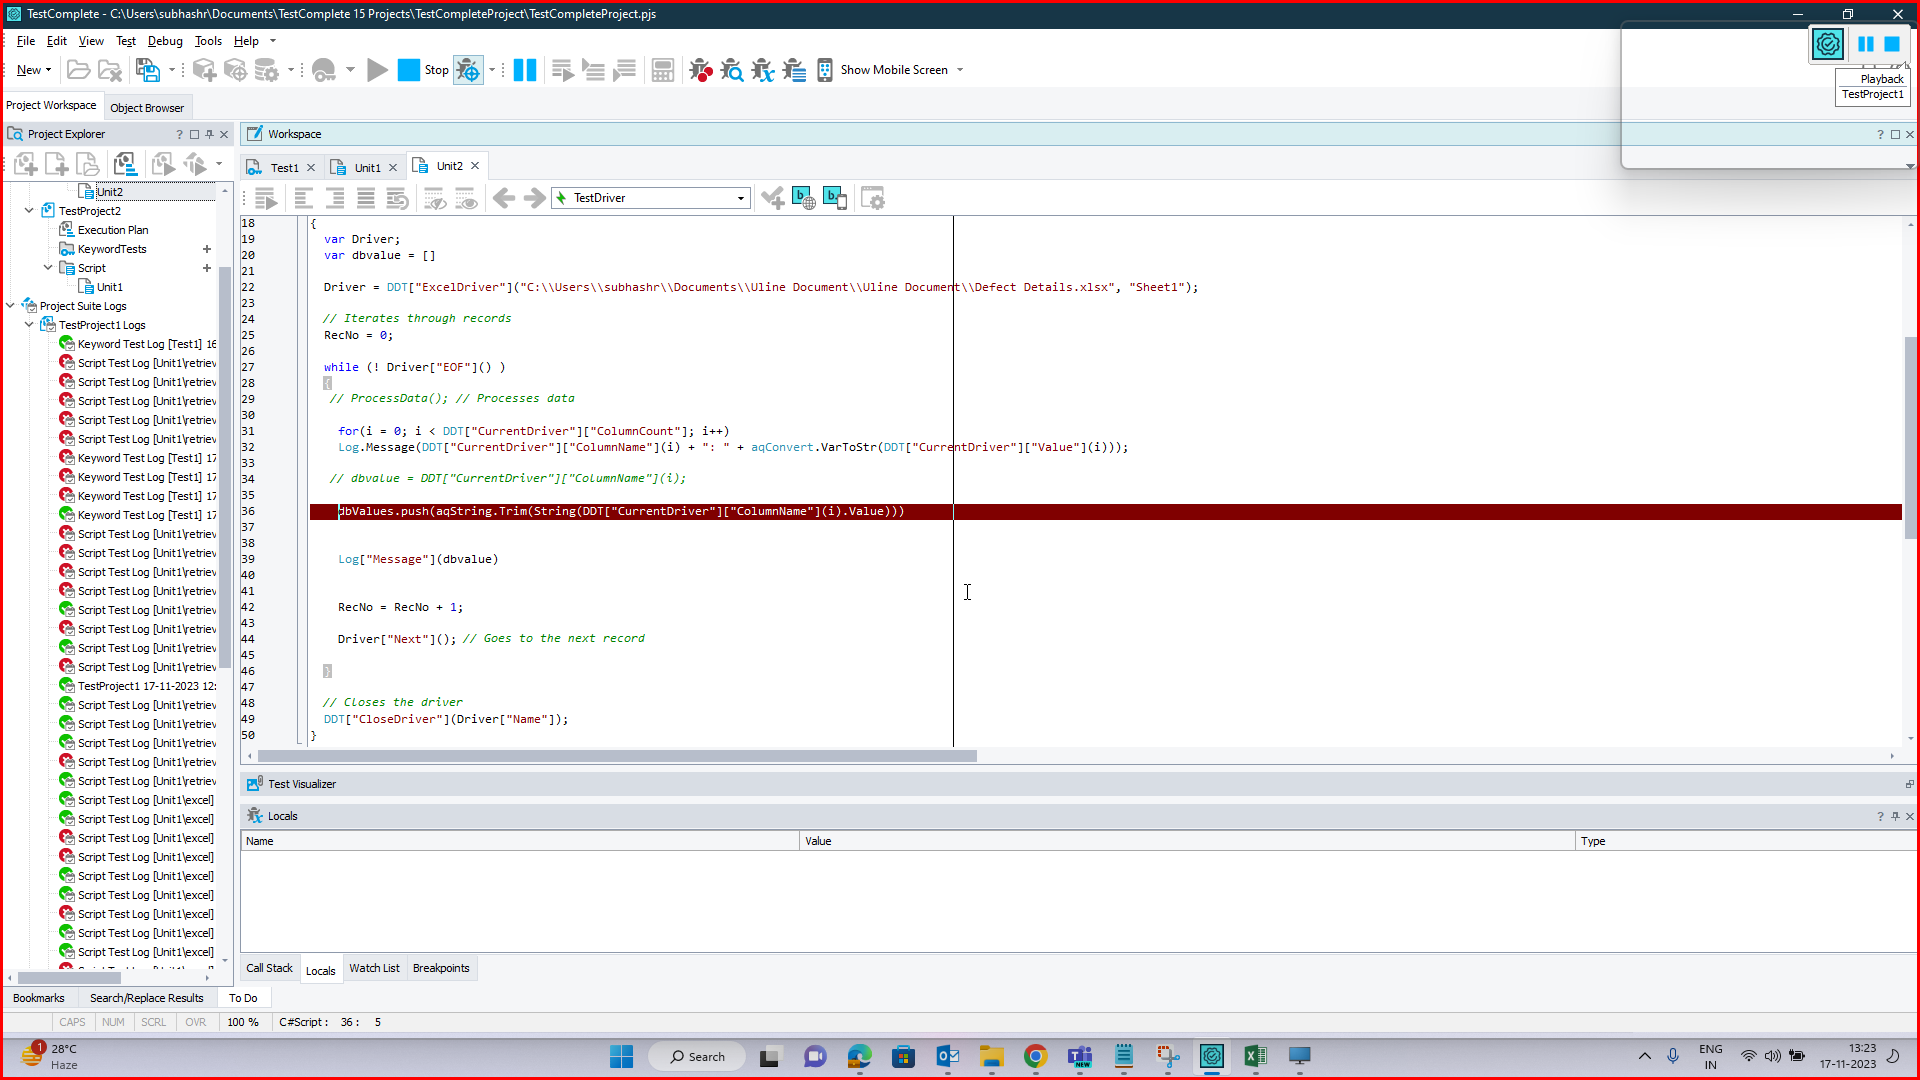 TestComplete - C:\Users\subhashr\Documents\TestComplete 15 Projects\TestCompleteProject\TestCompleteProject.pjs
File Edit View Test Debug Tools Help
New Stop Show Mobile Screen
Playback
TestProject1
Project Workspace Object Browser
Project Explorer
Workspace
Test1 Unit1 Unit2
TestDriver
Unit2
TestProject2
Execution Plan
KeywordTests
Script
Unit1
Project Suite Logs
TestProject1 Logs
Keyword Test Log [Test1] 16
Script Test Log [Unit1\retriev
Script Test Log [Unit1\retriev
Script Test Log [Unit1\retriev
Script Test Log [Unit1\retriev
Script Test Log [Unit1\retriev
Keyword Test Log [Test1] 17
Keyword Test Log [Test1] 17
Keyword Test Log [Test1] 17
Keyword Test Log [Test1] 17
Script Test Log [Unit1\retriev
Script Test Log [Unit1\retriev
Script Test Log [Unit1\retriev
Script Test Log [Unit1\retriev
Script Test Log [Unit1\retriev
Script Test Log [Unit1\retriev
Script Test Log [Unit1\retriev
Script Test Log [Unit1\retriev
TestProject1 17-11-2023 12:
Script Test Log [Unit1\retriev
Script Test Log [Unit1\retriev
Script Test Log [Unit1\retriev
Script Test Log [Unit1\retriev
Script Test Log [Unit1\retriev
Script Test Log [Unit1\excel]
Script Test Log [Unit1\excel]
Script Test Log [Unit1\excel]
Script Test Log [Unit1\excel]
Script Test Log [Unit1\excel]
Script Test Log [Unit1\excel]
Script Test Log [Unit1\excel]
Script Test Log [Unit1\excel]
Script Test Log [Unit1\excel]
18 {
19 var Driver;
20 var dbvalue = []
21
22 Driver = DDT["ExcelDriver"]("C:\\Users\\subhashr\\Documents\\Uline Document\\Uline Document\\Defect Details.xlsx", "Sheet1");
23
24 // Iterates through records
25 RecNo = 0;
26
27 while (! Driver["EOF"]() )
28 {
29 // ProcessData(); // Processes data
30
31 for(i = 0; i < DDT["CurrentDriver"]["ColumnCount"]; i++)
32 Log.Message(DDT["CurrentDriver"]["ColumnName"](i) + ": " + aqConvert.VarToStr(DDT["CurrentDriver"]["Value"](i)));
33
34 // dbvalue = DDT["CurrentDriver"]["ColumnName"](i);
35
36 dbValues.push(aqString.Trim(String(DDT["CurrentDriver"]["ColumnName"](i).Value)))
37
38
39 Log["Message"](dbvalue)
40
41
42 RecNo = RecNo + 1;
43
44 Driver["Next"](); // Goes to the next record
45
46 }
47
48 // Closes the driver
49 DDT["CloseDriver"](Driver["Name"]);
50 }
Test Visualizer
Locals
Name Value Type
Call Stack Locals Watch List Breakpoints
Bookmarks Search/Replace Results To Do
CAPS NUM SCRL OVR 100 % C#Script : 36 : 5
1
28°C
Haze
Search
NEW
ENG
IN
13:23
17-11-2023